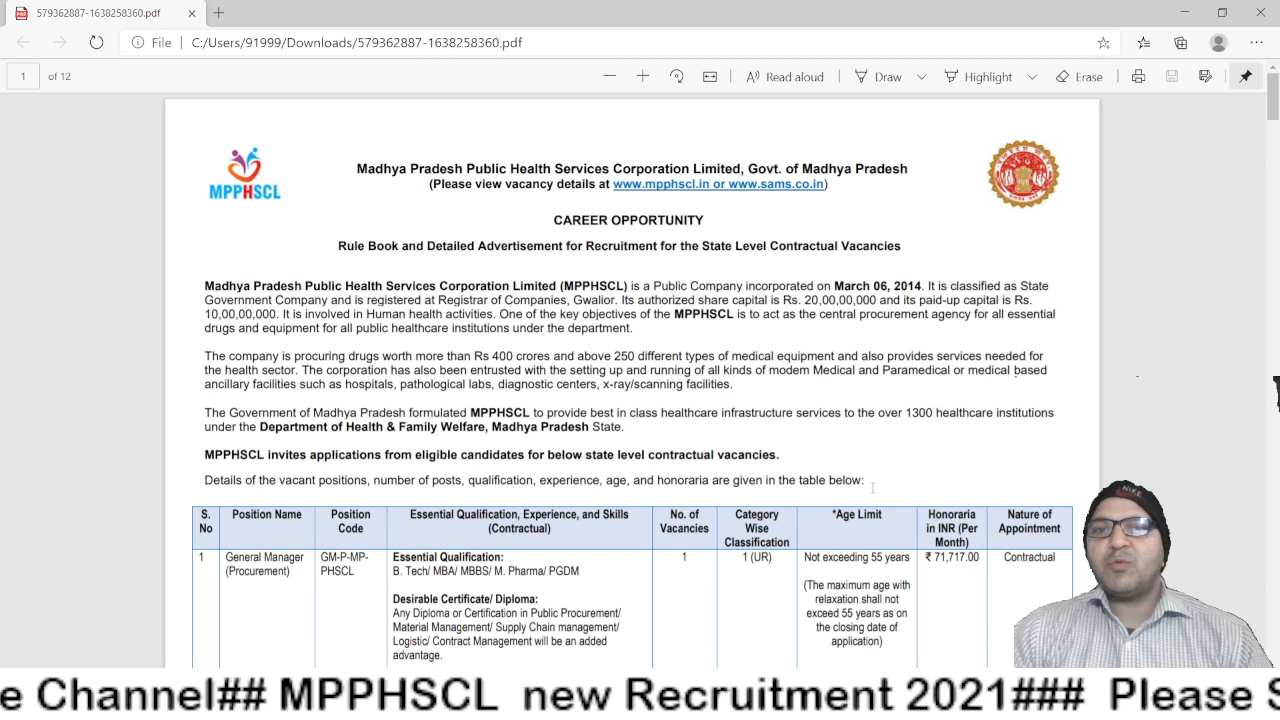 579362887-1638258360.pdf
File | C:/Users/91999/Downloads/579362887-1638258360.pdf
1 of 12
Read aloud
Draw
Highlight
Erase
MPPHSCL
Madhya Pradesh Public Health Services Corporation Limited, Govt. of Madhya Pradesh
(Please view vacancy details at www.mpphscl.in or www.sams.co.in)
CAREER OPPORTUNITY
Rule Book and Detailed Advertisement for Recruitment for the State Level Contractual Vacancies
Madhya Pradesh Public Health Services Corporation Limited (MPPHSCL) is a Public Company incorporated on March 06, 2014. It is classified as State
Government Company and is registered at Registrar of Companies, Gwalior. Its authorized share capital is Rs. 20,00,00,000 and its paid-up capital is Rs.
10,00,00,000. It is involved in Human health activities. One of the key objectives of the MPPHSCL is to act as the central procurement agency for all essential
drugs and equipment for all public healthcare institutions under the department.
The company is procuring drugs worth more than Rs 400 crores and above 250 different types of medical equipment and also provides services needed for
the health sector. The corporation has also been entrusted with the setting up and running of all kinds of modem Medical and Paramedical or medical based
ancillary facilities such as hospitals, pathological labs, diagnostic centers, x-ray/scanning facilities.
The Government of Madhya Pradesh formulated MPPHSCL to provide best in class healthcare infrastructure services to the over 1300 healthcare institutions
under the Department of Health & Family Welfare, Madhya Pradesh State.
MPPHSCL invites applications from eligible candidates for below state level contractual vacancies.
Details of the vacant positions, number of posts, qualification, experience, age, and honoraria are given in the table below:
S. No
Position Name
Position Code
Essential Qualification, Experience, and Skills (Contractual)
No. of Vacancies
Category Wise Classification
*Age Limit
Honoraria in INR (Per Month)
Nature of Appointment
1
General Manager (Procurement)
GM-P-MP-PHSCL
Essential Qualification:
B. Tech/ MBA/ MBBS/ M. Pharma/ PGDM
Desirable Certificate/ Diploma:
Any Diploma or Certification in Public Procurement/
Material Management/ Supply Chain management/
Logistic/ Contract Management will be an added
advantage.
1
1 (UR)
Not exceeding 55 years
(The maximum age with
relaxation shall not
exceed 55 years as on
the closing date of
application)
₹ 71,717.00
Contractual
NIKE
e Channel## MPPHSCL new Recruitment 2021### Please S